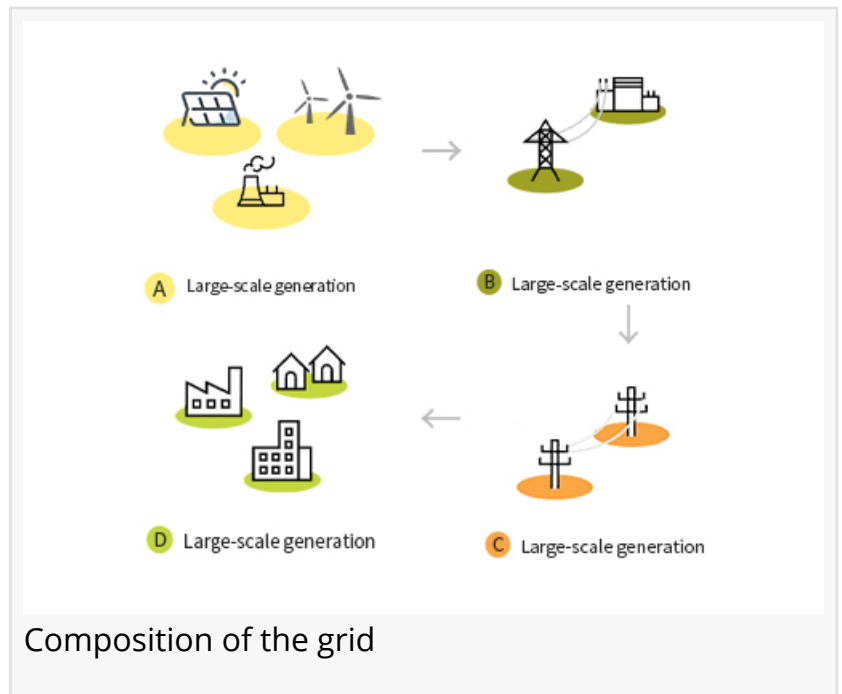 A Large-scale generation
B Large-scale generation
D Large-scale generation
C Large-scale generation
Composition of the grid